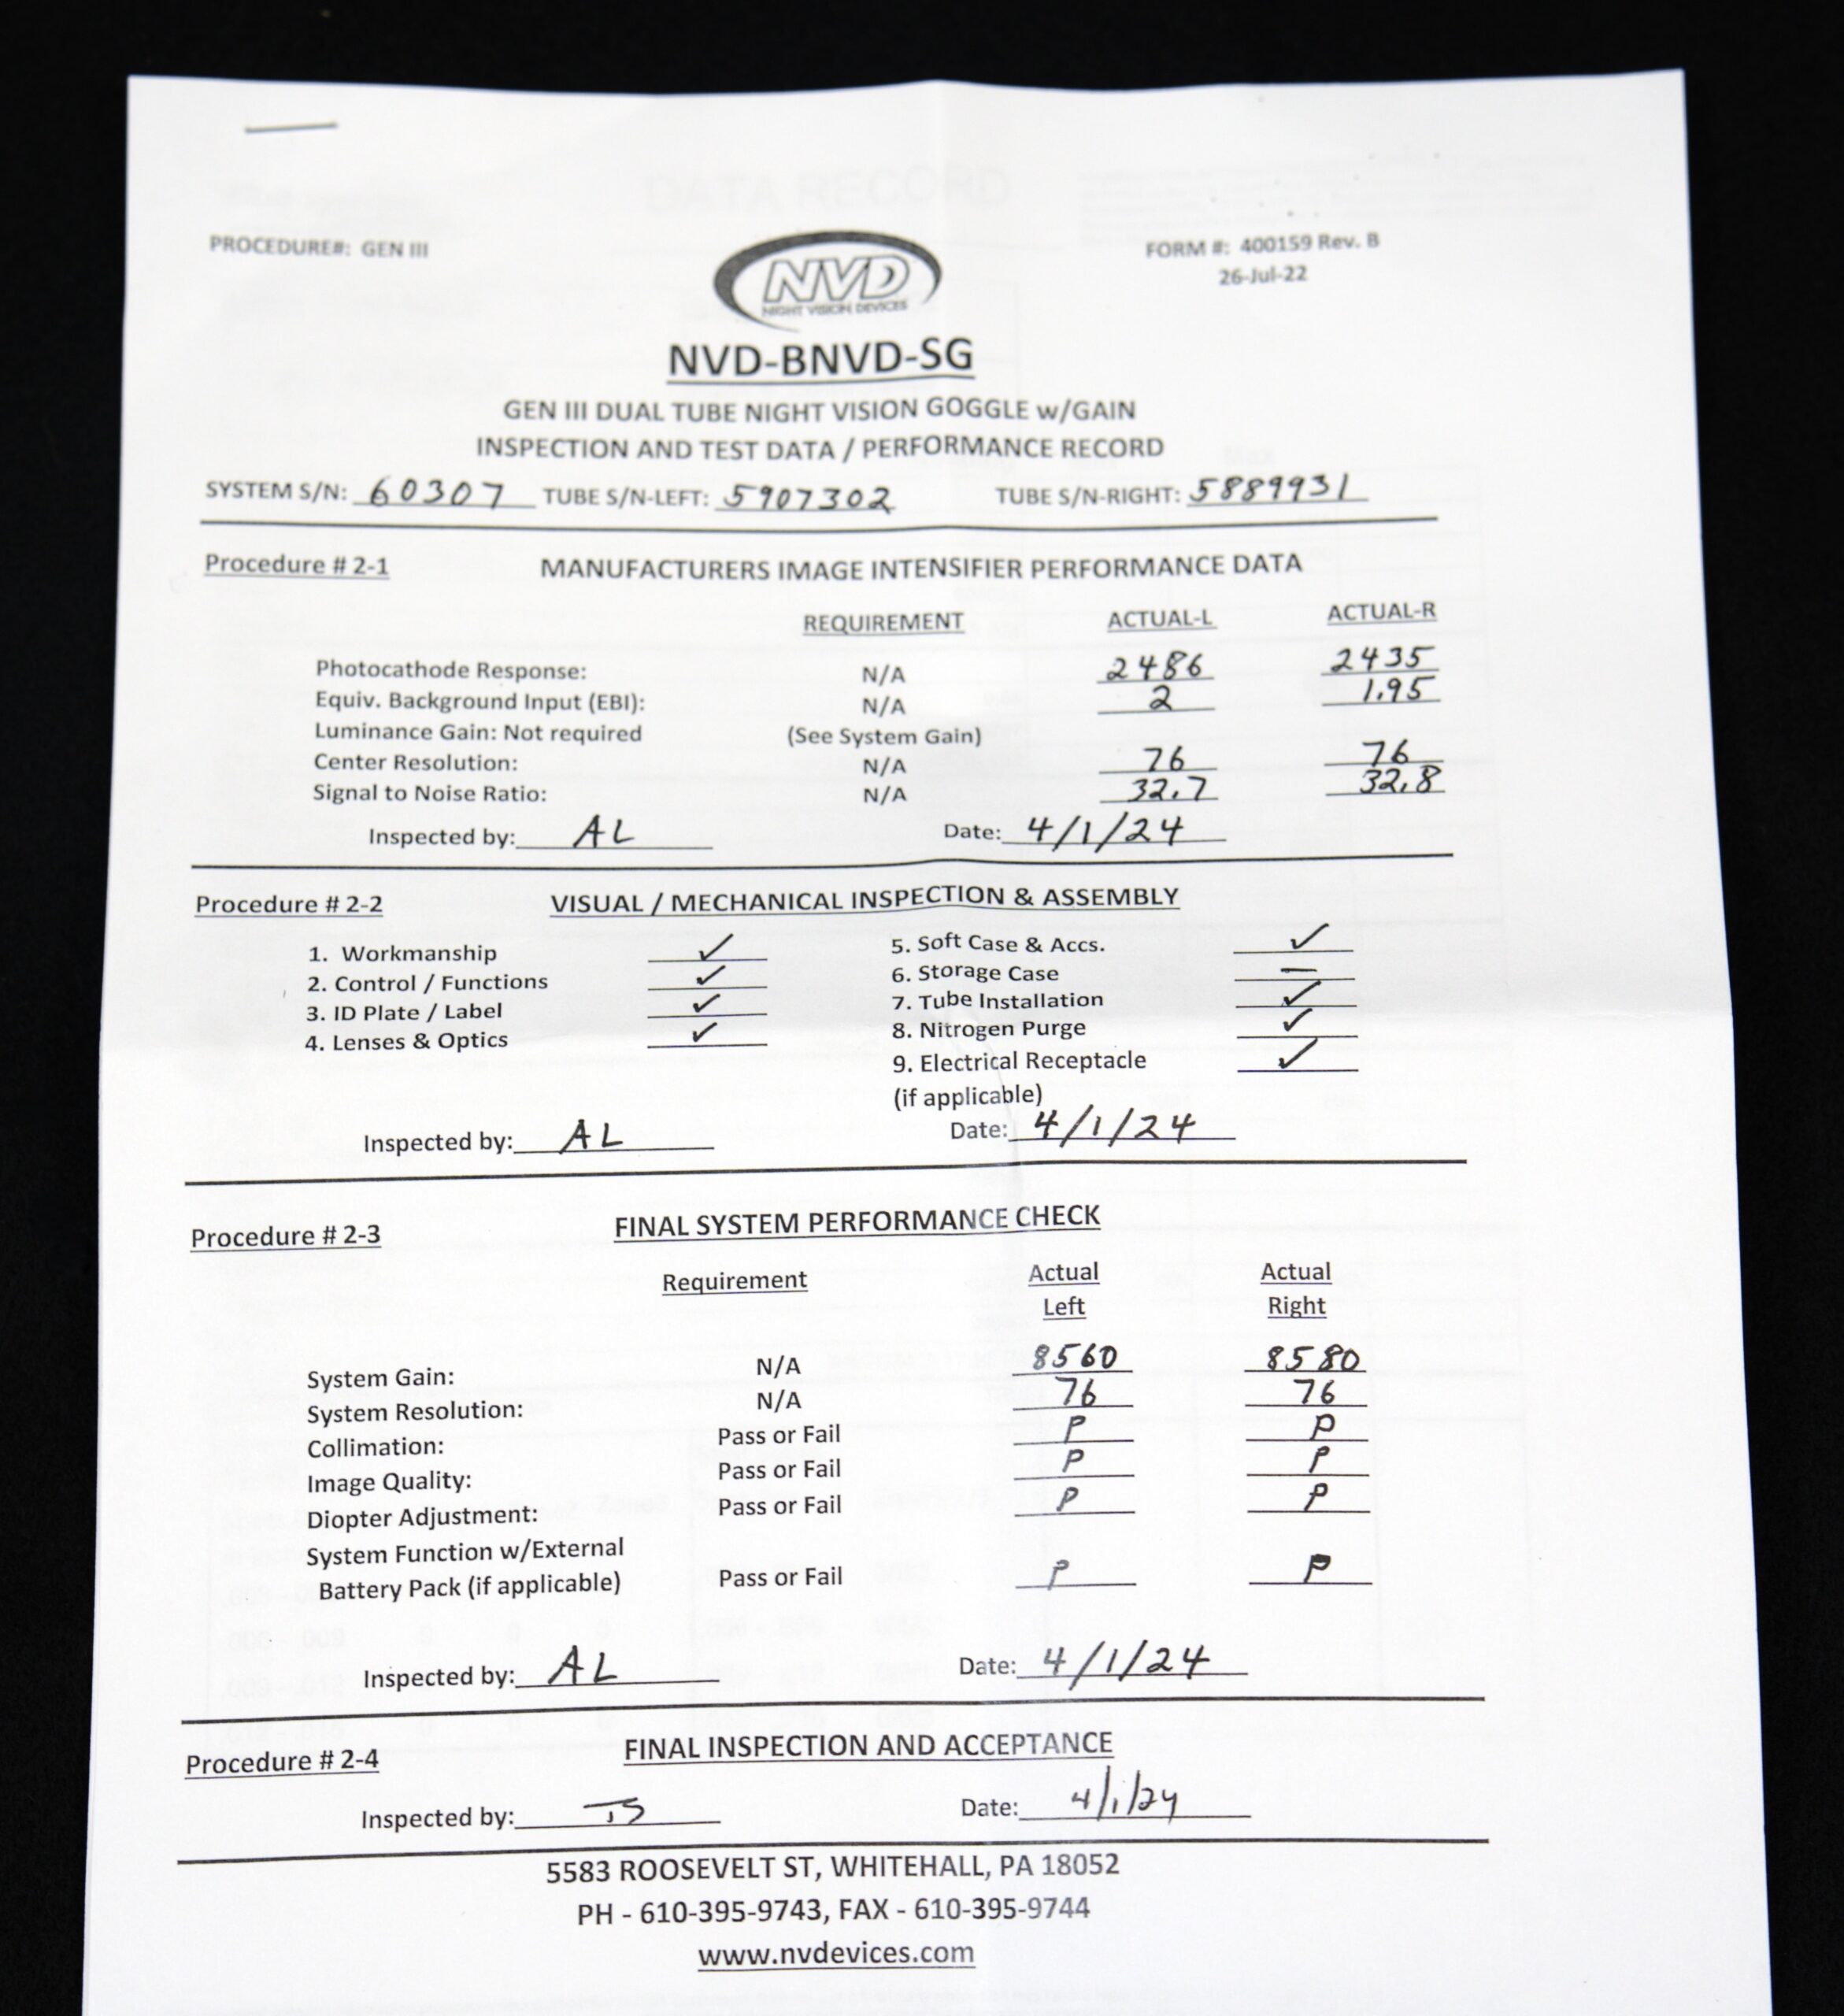 PROCEDURE#: GEN III
FORM #: 400159 Rev. B
26-Jul-22
NVD
NIGHT VISION DEVICES
NVD-BNVD-SG
GEN III DUAL TUBE NIGHT VISION GOGGLE w/GAIN
INSPECTION AND TEST DATA / PERFORMANCE RECORD
SYSTEM S/N: 60307 TUBE S/N-LEFT: 5907302 TUBE S/N-RIGHT: 5889931
Procedure # 2-1 MANUFACTURERS IMAGE INTENSIFIER PERFORMANCE DATA
REQUIREMENT ACTUAL-L ACTUAL-R
Photocathode Response: N/A 2486 2435
Equiv. Background Input (EBI): N/A 2 1.95
Luminance Gain: Not required (See System Gain)
Center Resolution: N/A 76 76
Signal to Noise Ratio: N/A 32.7 32.8
Inspected by: AL Date: 4/1/24
Procedure # 2-2 VISUAL / MECHANICAL INSPECTION & ASSEMBLY
1. Workmanship ✓
2. Control / Functions ✓
3. ID Plate / Label ✓
4. Lenses & Optics ✓
5. Soft Case & Accs. ✓
6. Storage Case —
7. Tube Installation ✓
8. Nitrogen Purge ✓
9. Electrical Receptacle ✓
(if applicable)
Inspected by: AL Date: 4/1/24
Procedure # 2-3 FINAL SYSTEM PERFORMANCE CHECK
Requirement Actual Actual
Left Right
System Gain: N/A 8560 8580
System Resolution: N/A 76 76
Collimation: Pass or Fail P P
Image Quality: Pass or Fail P P
Diopter Adjustment: Pass or Fail P P
System Function w/External
Battery Pack (if applicable) Pass or Fail P P
Inspected by: AL Date: 4/1/24
Procedure # 2-4 FINAL INSPECTION AND ACCEPTANCE
Inspected by: JS Date: 4/1/24
5583 ROOSEVELT ST, WHITEHALL, PA 18052
PH - 610-395-9743, FAX - 610-395-9744
www.nvdevices.com